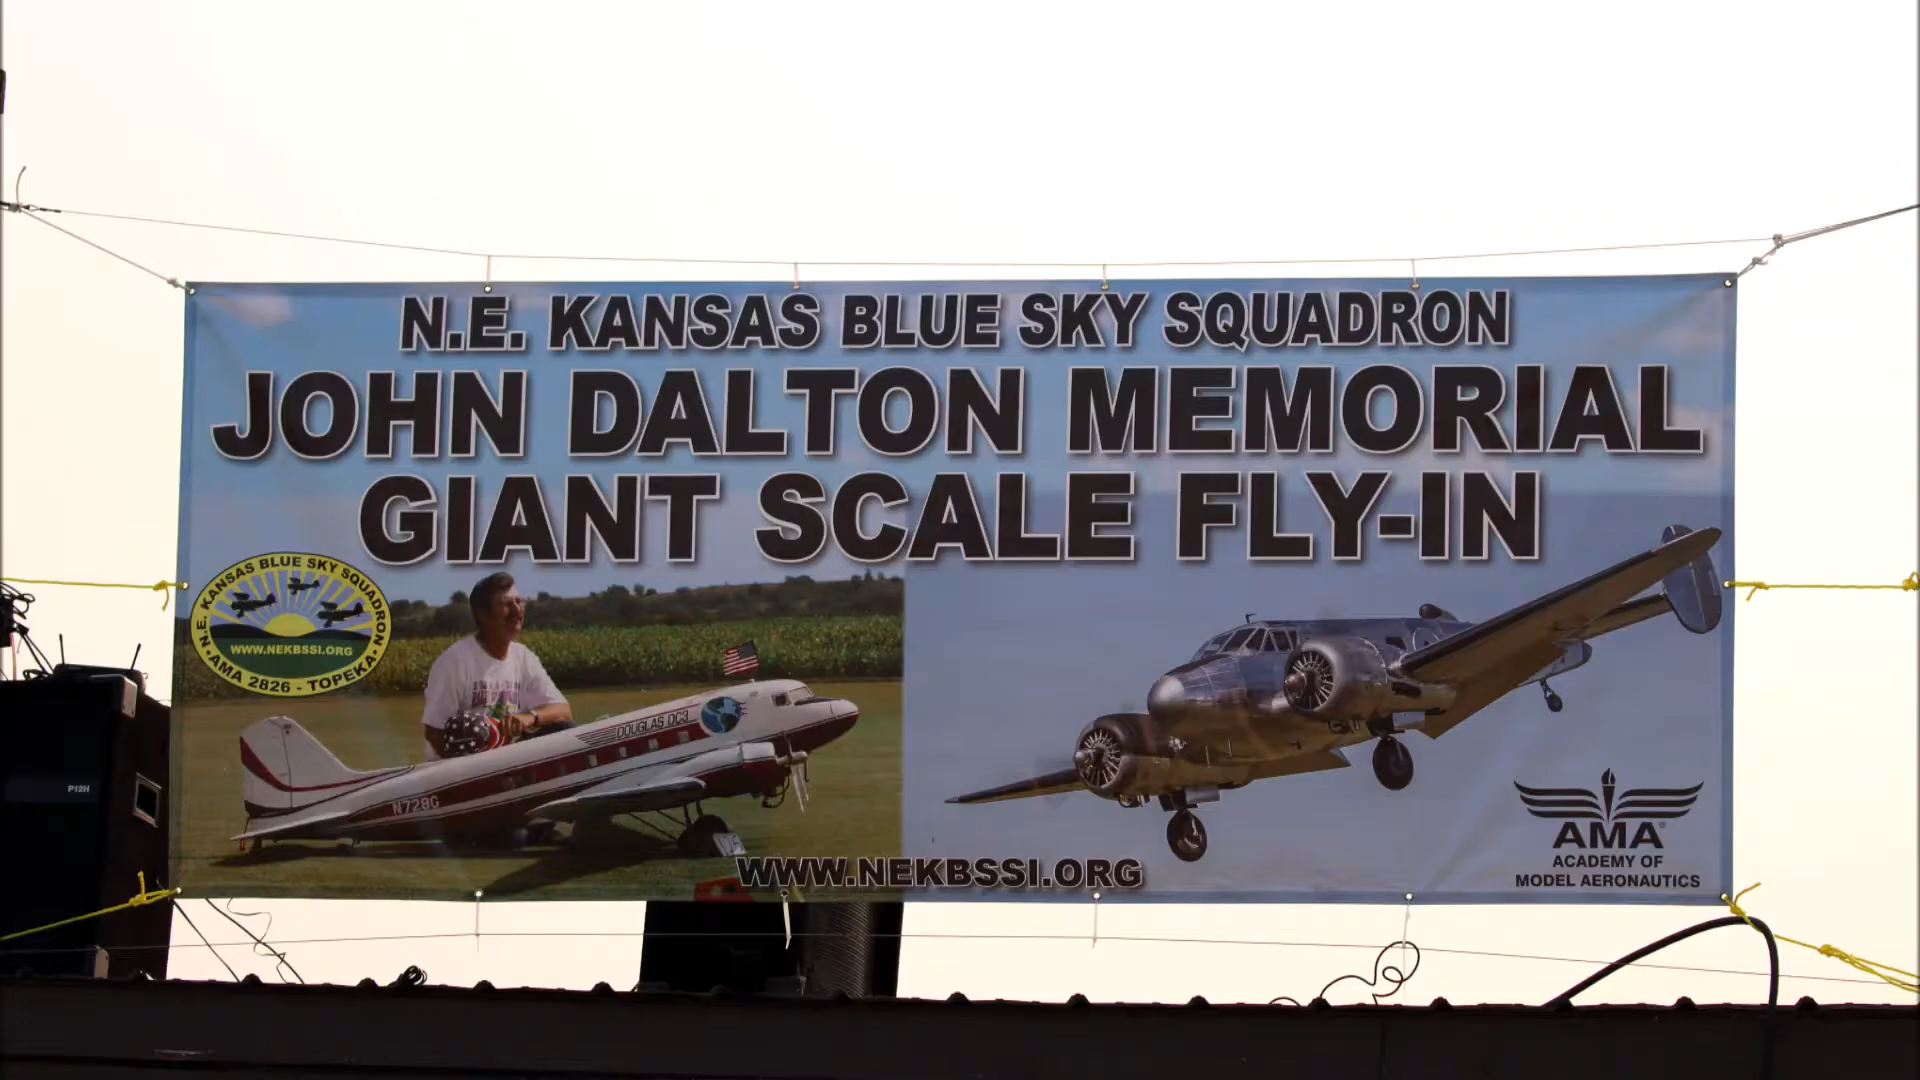 N.E. KANSAS BLUE SKY SQUADRON
JOHN DALTON MEMORIAL
GIANT SCALE FLY-IN
N.E. KANSAS BLUE SKY SQUADRON
WWW.NEKBSSI.ORG
AMA 2826 - TOPEKA
DOUGLAS DC3
N728G
WWW.NEKBSSI.ORG
AMA
ACADEMY OF
MODEL AERONAUTICS
P12H